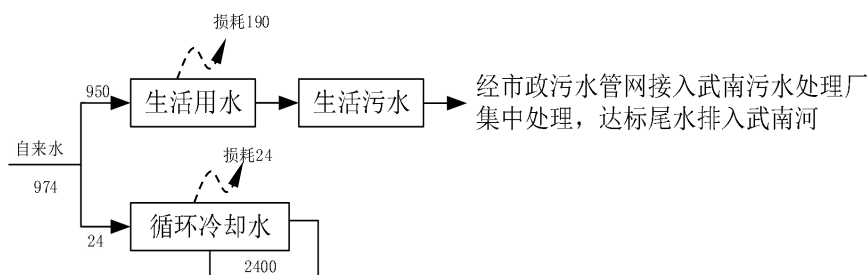 损耗190
950
生活用水
生活污水
经市政污水管网接入武南污水处理厂
集中处理，达标尾水排入武南河
自来水
974
损耗24
24
循环冷却水
2400